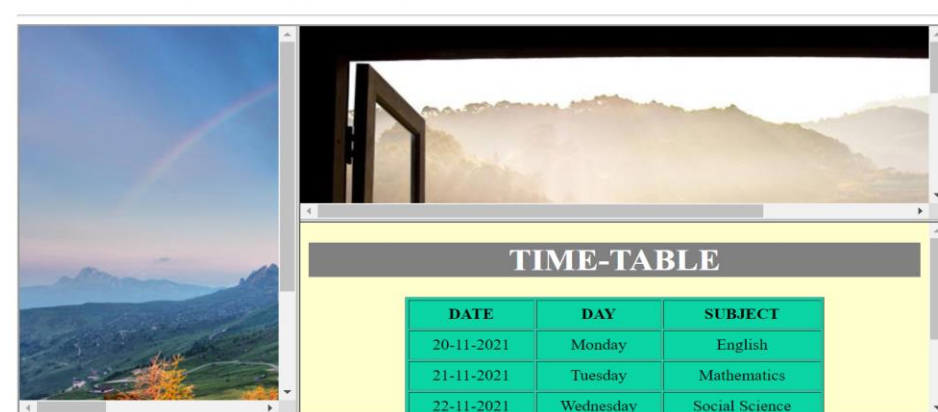 TIME-TABLE
DATE DAY SUBJECT
20-11-2021 Monday English
21-11-2021 Tuesday Mathematics
22-11-2021 Wednesday Social Science